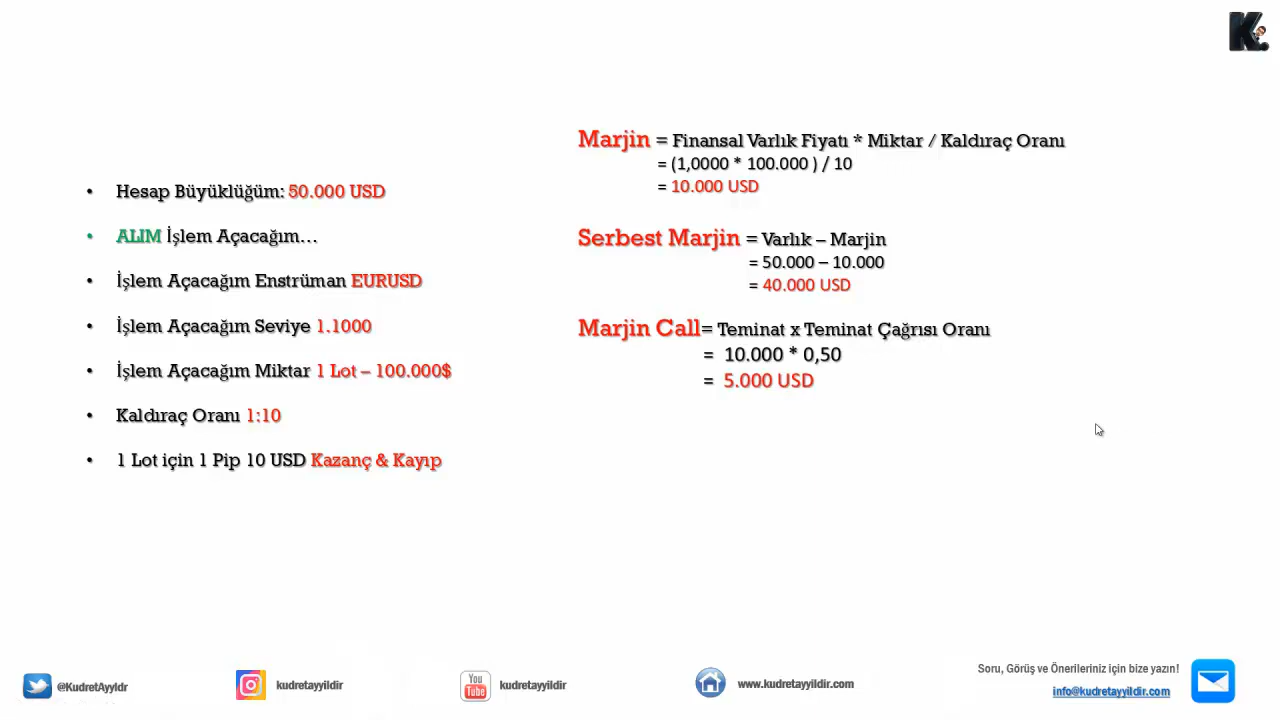 K.
Hesap Büyüklüğüm: 50.000 USD
ALIM İşlem Açacağım...
İşlem Açacağım Enstrüman EURUSD
İşlem Açacağım Seviye 1.1000
İşlem Açacağım Miktar 1 Lot – 100.000$
Kaldıraç Oranı 1:10
1 Lot için 1 Pip 10 USD Kazanç & Kayıp
Marjin = Finansal Varlık Fiyatı * Miktar / Kaldıraç Oranı
= (1,0000 * 100.000 ) / 10
= 10.000 USD
Serbest Marjin = Varlık – Marjin
= 50.000 – 10.000
= 40.000 USD
Marjin Call= Teminat x Teminat Çağrısı Oranı
= 10.000 * 0,50
= 5.000 USD
@KudretAyyldr
kudretayyildir
You Tube
kudretayyildir
www.kudretayyildir.com
Soru, Görüş ve Önerileriniz için bize yazın!
info@kudretayyildir.com